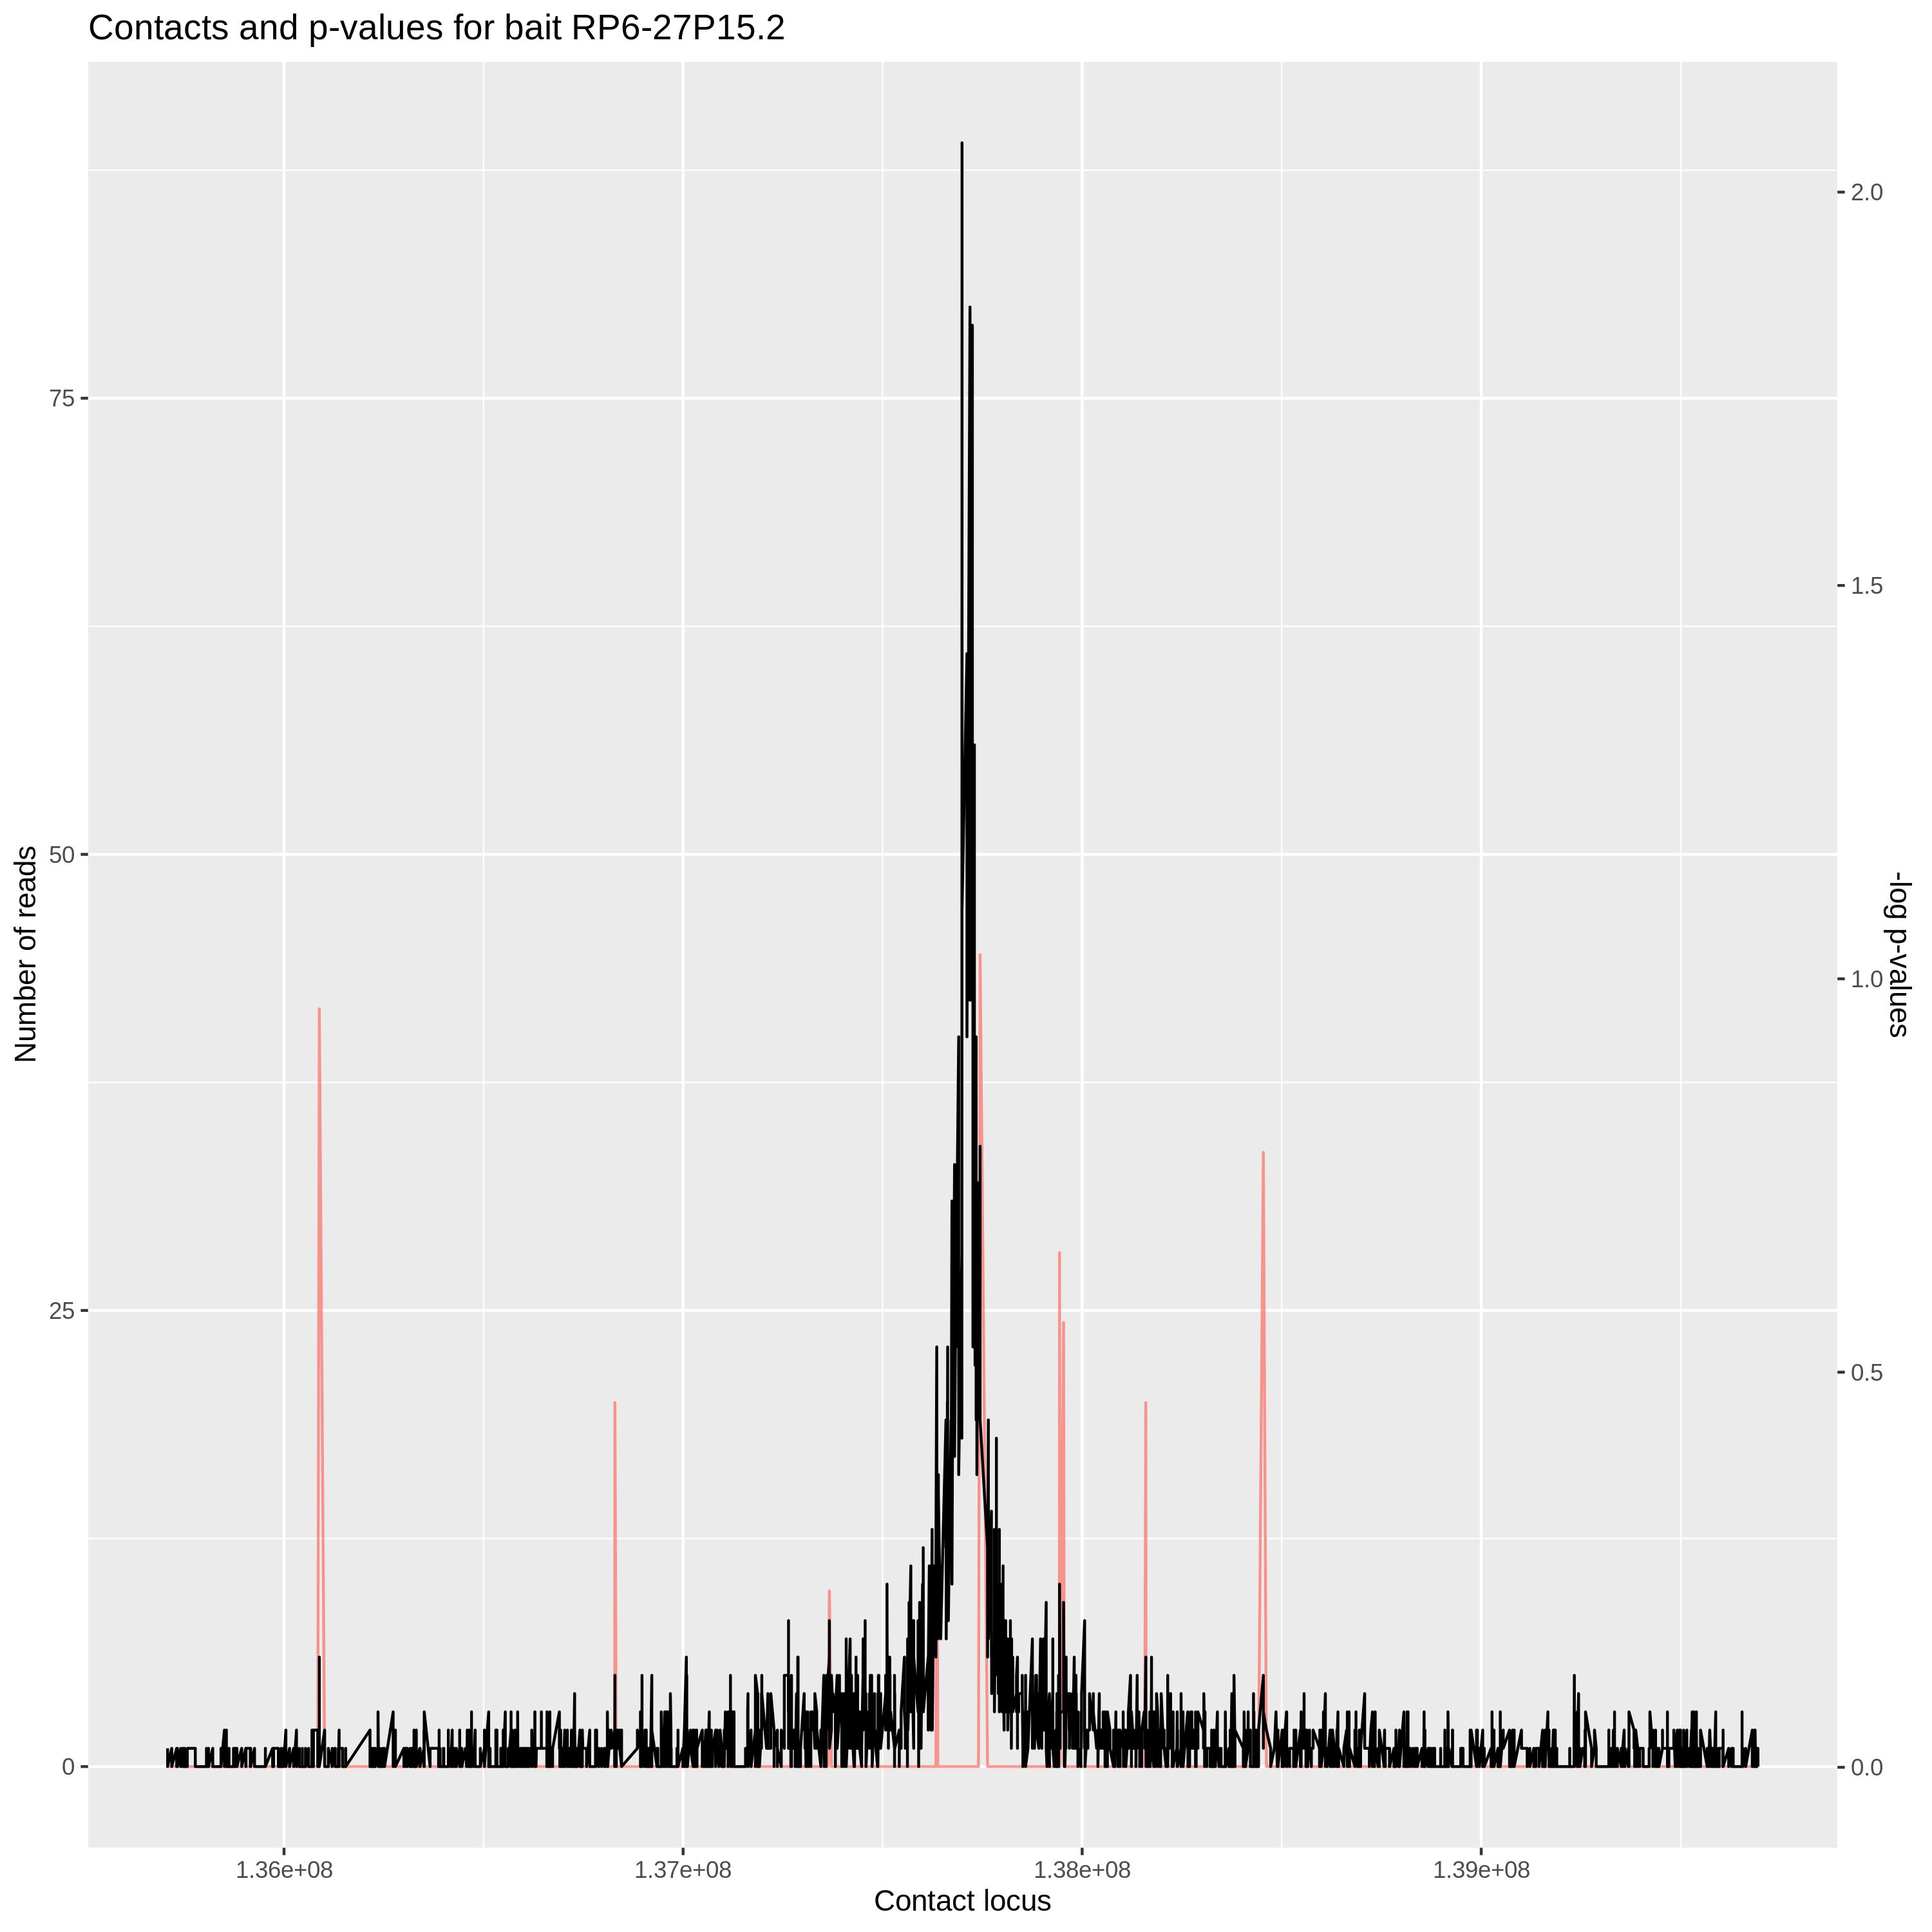 Contacts and p-values for bait RP6-27P15.2
Number of reads
75
50
25
0
2.0
1.5
1.0
0.5
0.0
-log p-values
1.36e+08
1.37e+08
1.38e+08
1.39e+08
Contact locus